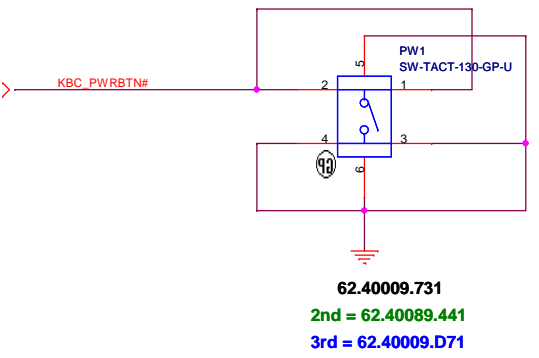 5
PW1
SW-TACT-130-GP-U
KBC_PWRBTN#
2
1
4
3
GP
6
62.40009.731
2nd = 62.40089.441
3rd = 62.40009.D71